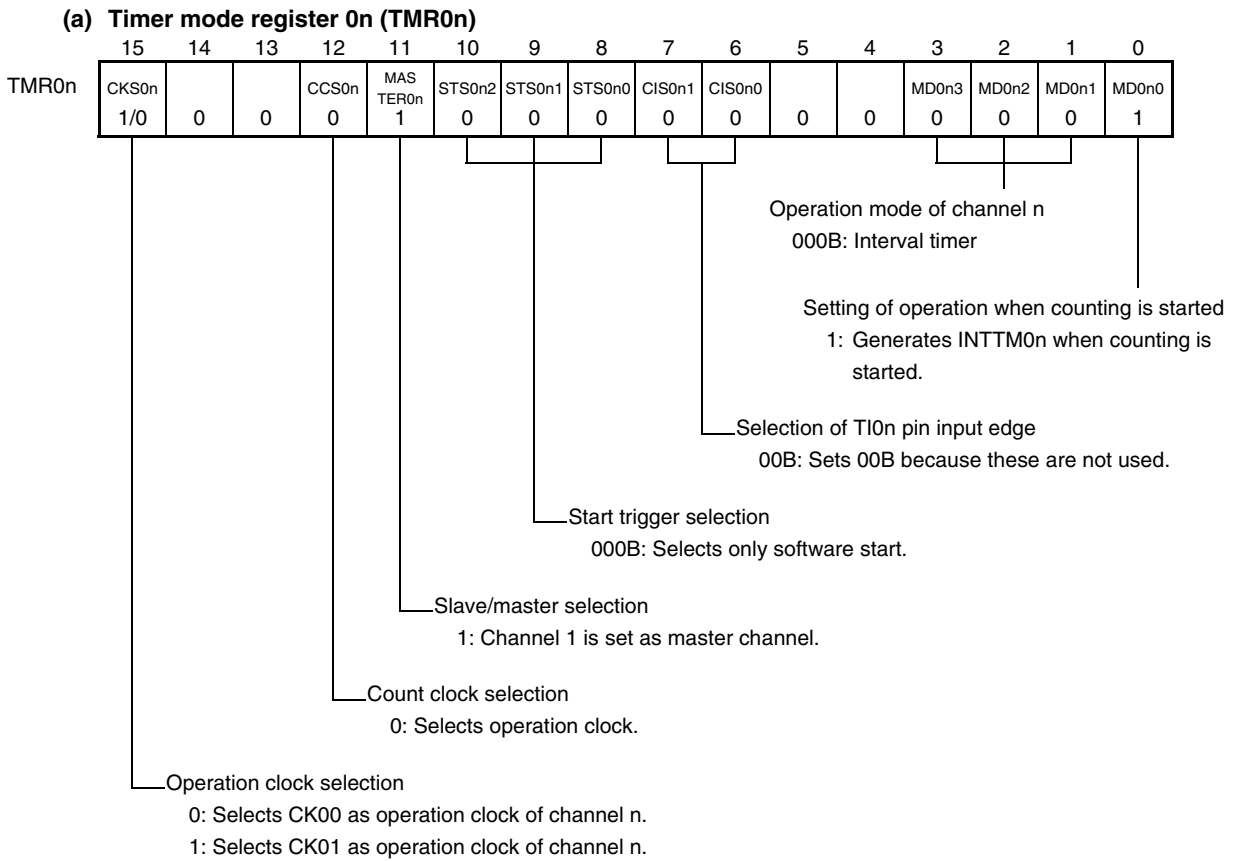 (a) Timer mode register 0n (TMR0n)
15 14 13 12 11 10 9 8 7 6 5 4 3 2 1 0
TMR0n CKS0n CCS0n MAS TER0n STS0n2 STS0n1 STS0n0 CIS0n1 CIS0n0 MD0n3 MD0n2 MD0n1 MD0n0
1/0 0 0 0 1 0 0 0 0 0 0 0 0 0 0 1
Operation mode of channel n
000B: Interval timer
Setting of operation when counting is started
1: Generates INTTM0n when counting is
started.
Selection of TI0n pin input edge
00B: Sets 00B because these are not used.
Start trigger selection
000B: Selects only software start.
Slave/master selection
1: Channel 1 is set as master channel.
Count clock selection
0: Selects operation clock.
Operation clock selection
0: Selects CK00 as operation clock of channel n.
1: Selects CK01 as operation clock of channel n.